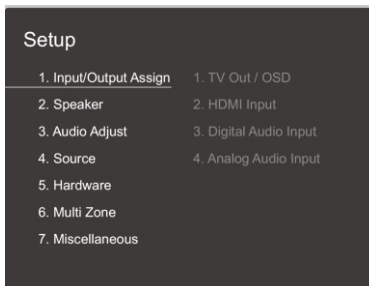 Setup
1. Input/Output Assign
2. Speaker
3. Audio Adjust
4. Source
5. Hardware
6. Multi Zone
7. Miscellaneous
1. TV Out / OSD
2. HDMI Input
3. Digital Audio Input
4. Analog Audio Input